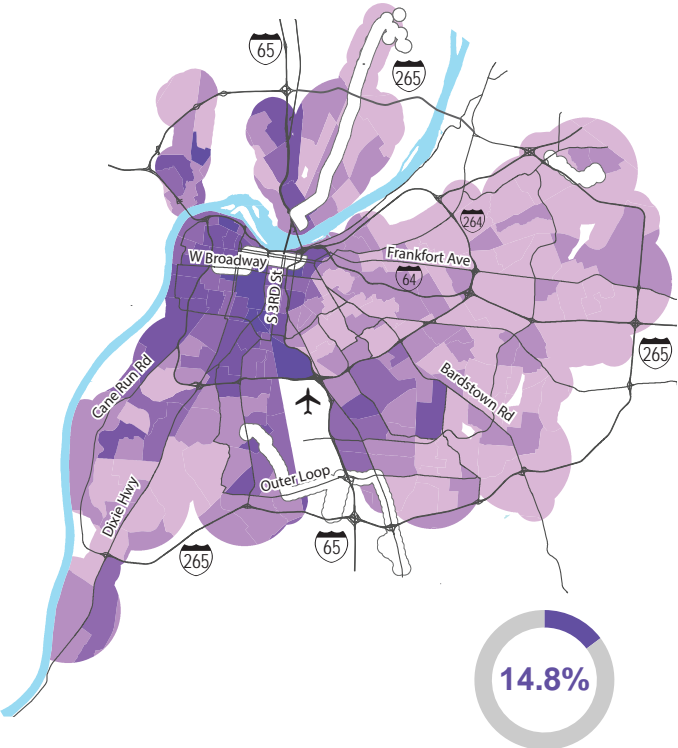 65
265
264
W Broadway
Frankfort Ave
64
S 3RD St
265
Cane Run Rd
Bardstown Rd
Outer Loop
Dixie Hwy
265
65
14.8%